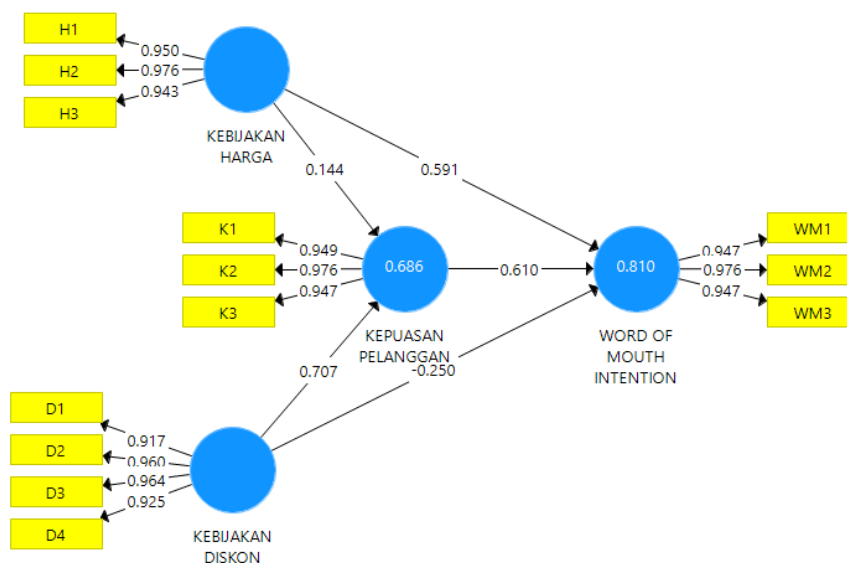 H1
0.950
H2
0.976
0.943
H3
KEBIJAKAN
HARGA
0.144
0.591
K1
0.949
K2
0.976
K3
0.947
0.686
0.610
0.810
WM1
0.947
WM2
0.976
WM3
0.947
KEPUASAN
PELANGGAN
WORD OF
MOUTH
INTENTION
0.707
-0.250
D1
0.917
D2
0.960
D3
0.964
D4
0.925
KEBIJAKAN
DISKON